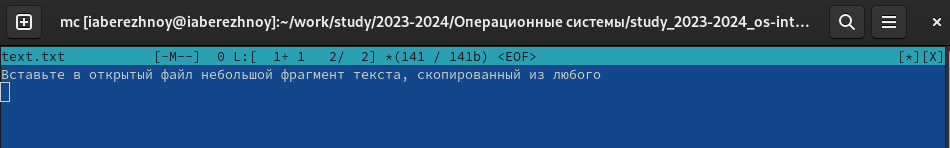 mc [iaberezhnoy@iaberezhnoy]:~/work/study/2023-2024/Операционные системы/study_2023-2024_os-int...
text.txt [-M--] 0 L:[ 1+ 1 2/ 2] *(141 / 141b) <EOF> [*][X]
Вставьте в открытый файл небольшой фрагмент текста, скопированный из любого